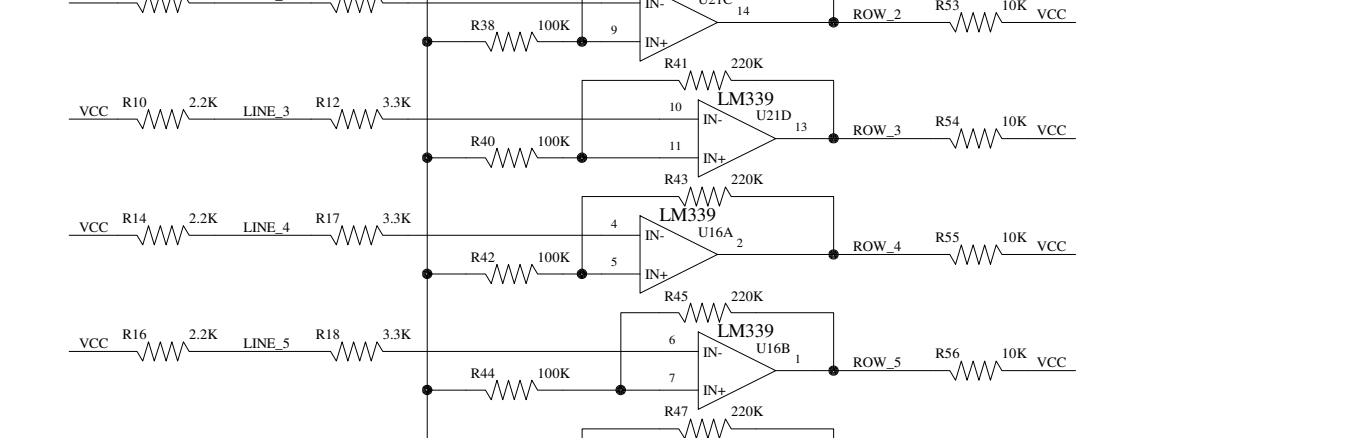 IN- U21C 14 ROW_2 R53 10K VCC
R38 100K 9 IN+
R41 220K
VCC R10 2.2K LINE_3 R12 3.3K 10 IN- LM339 U21D 13 ROW_3 R54 10K VCC
R40 100K 11 IN+
R43 220K
VCC R14 2.2K LINE_4 R17 3.3K 4 IN- LM339 U16A 2 ROW_4 R55 10K VCC
R42 100K 5 IN+
R45 220K
VCC R16 2.2K LINE_5 R18 3.3K 6 IN- LM339 U16B 1 ROW_5 R56 10K VCC
R44 100K 7 IN+
R47 220K